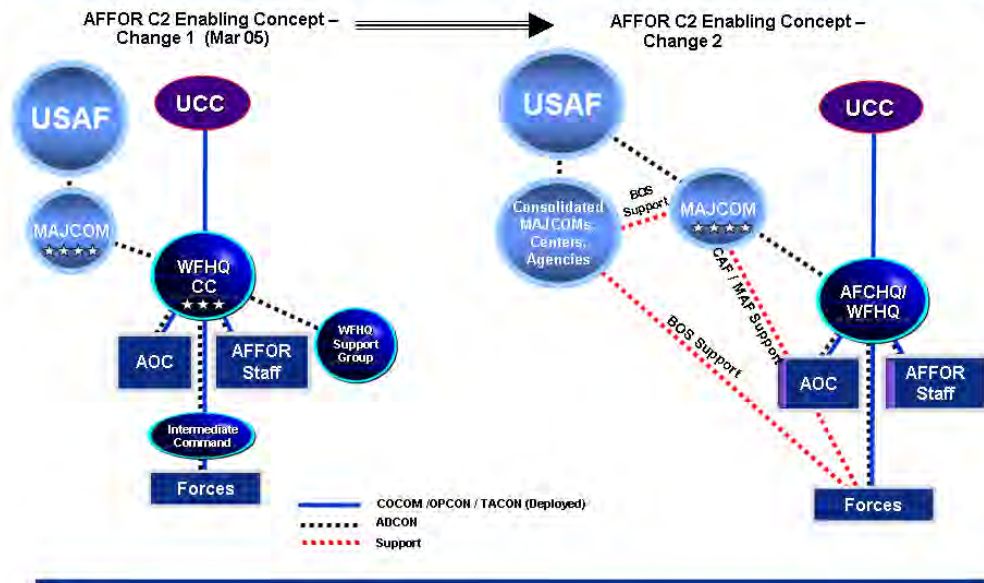 AFFOR C2 Enabling Concept –
Change 1 (Mar 05)
AFFOR C2 Enabling Concept –
Change 2
USAF
UCC
MAJCOM
WFHQ
CC
WFHQ
Support
Group
AOC
AFFOR
Staff
Intermediate
Command
Forces
USAF
UCC
Consolidated
MAJCOMs,
Centers,
Agencies
BOS
Support
MAJCOM
CAF / MAF Support
BOS Support
AFCHQ/
WFHQ
AOC
AFFOR
Staff
Forces
COCOM /OPCON / TACON (Deployed)
ADCON
Support